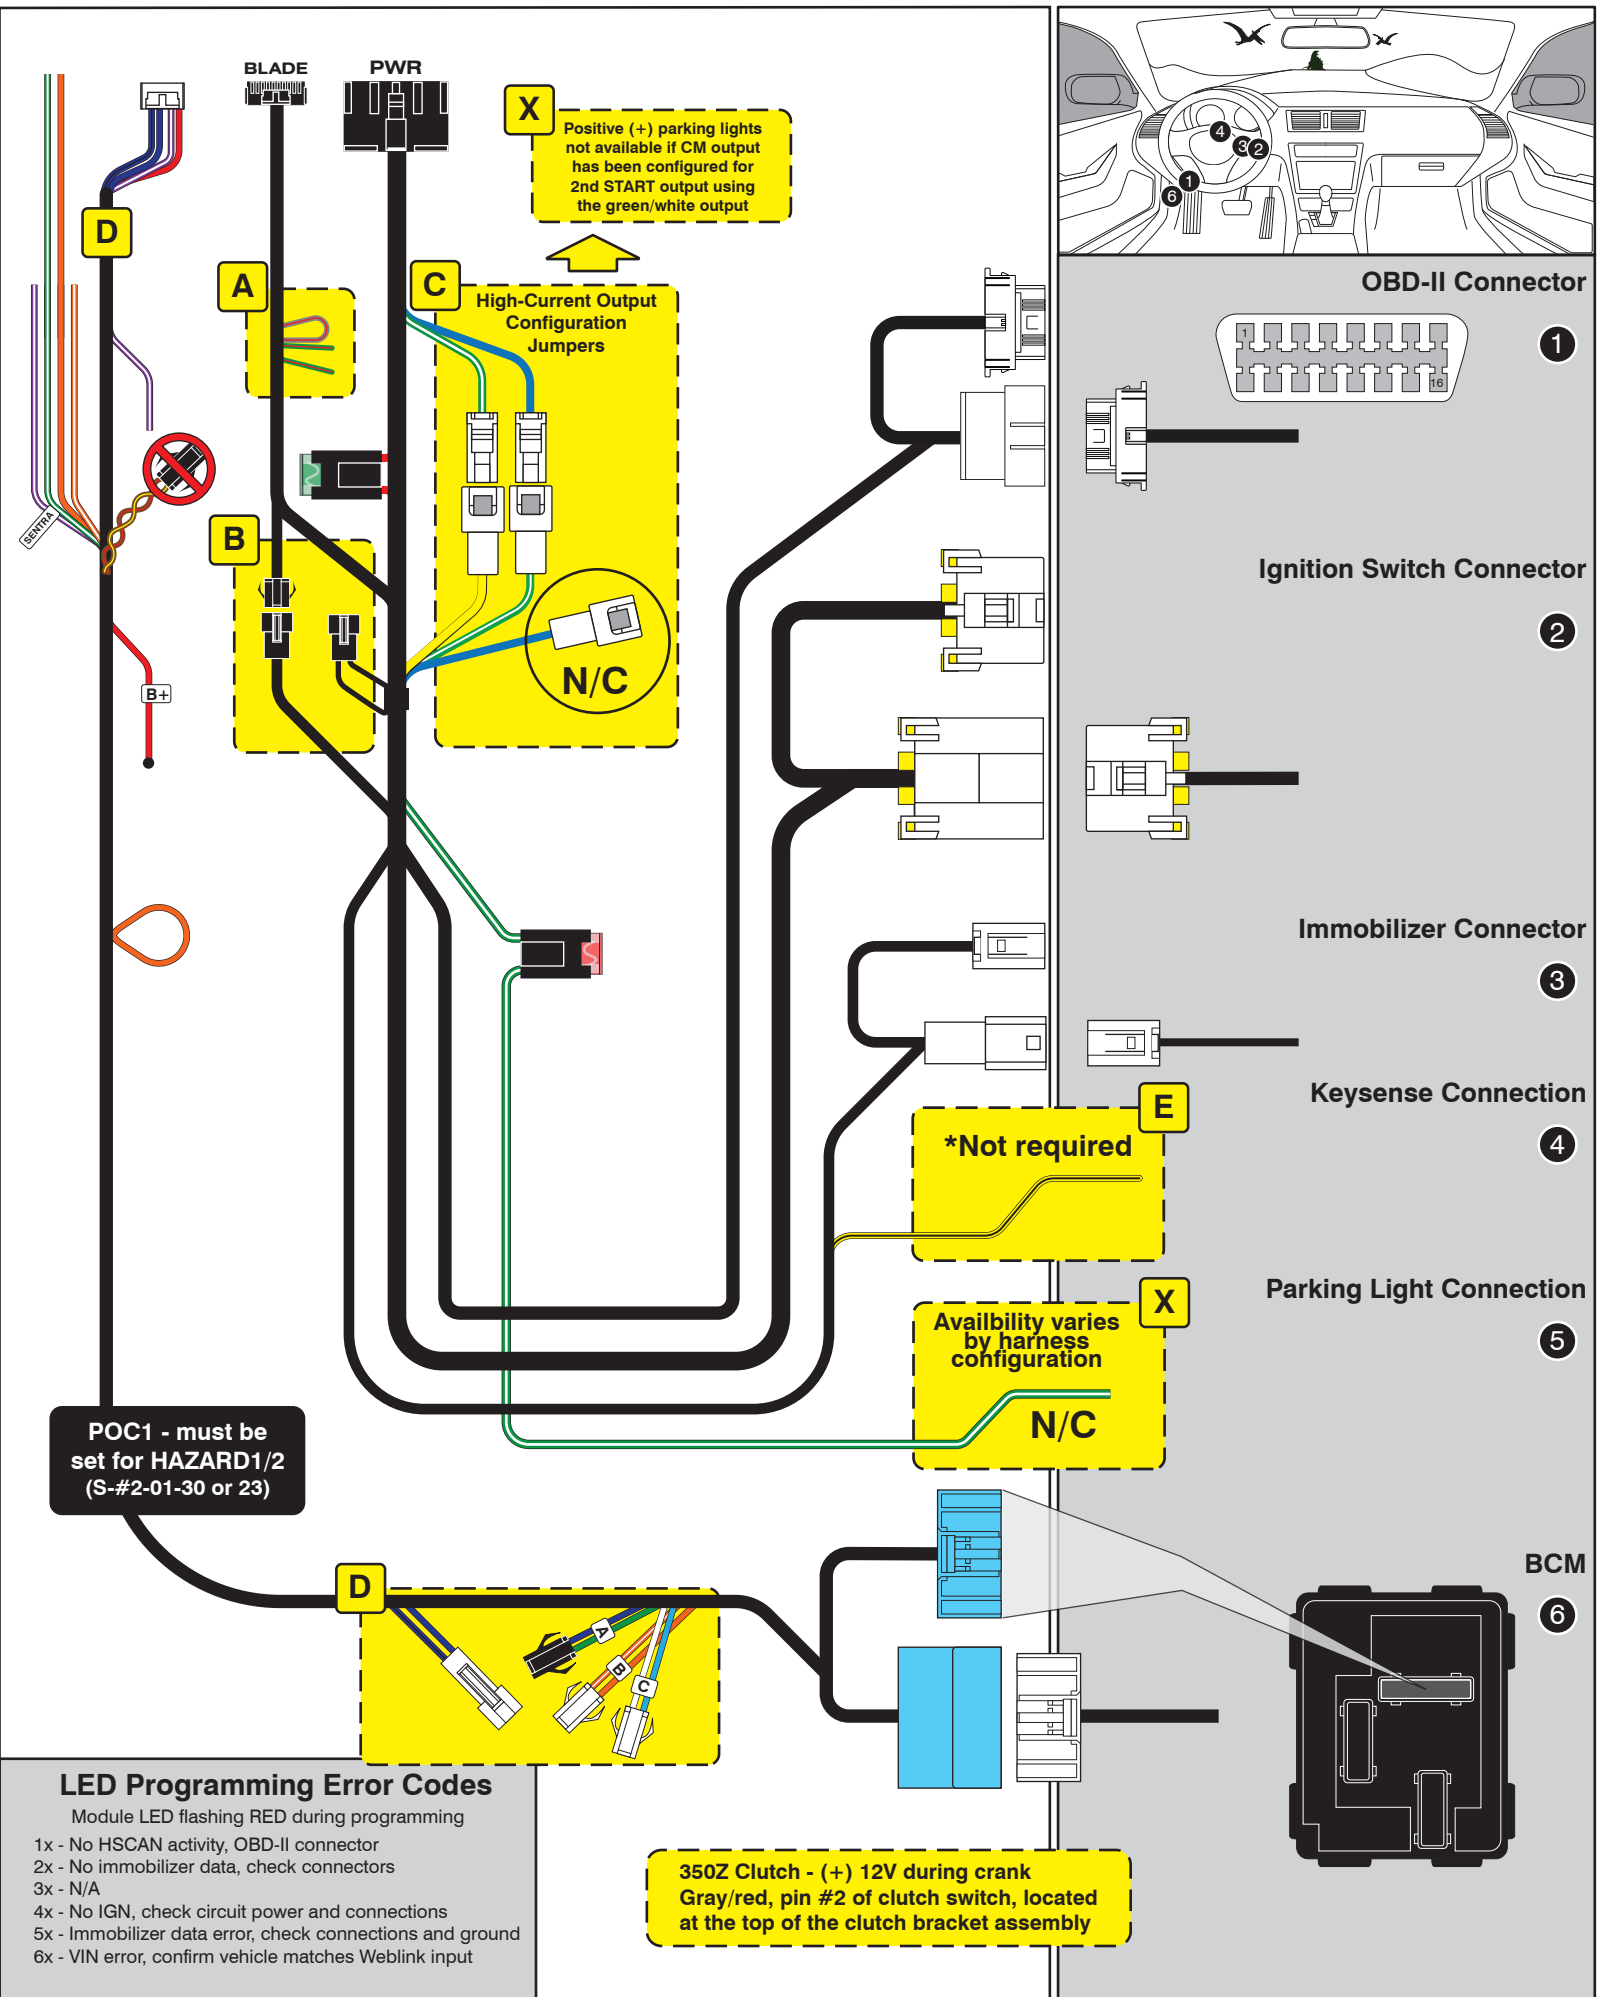 BLADE
PWR
X
Positive (+) parking lights
not available if CM output
has been configured for
2nd START output using
the green/white output
4
3
2
1
6
D
A
C
High-Current Output
Configuration
Jumpers
OBD-II Connector
1
1
16
SENTRA
B
Ignition Switch Connector
2
N/C
B+
Immobilizer Connector
3
Keysense Connection
4
E
*Not required
Parking Light Connection
5
X
Availbility varies
by harness
configuration
N/C
POC1 - must be
set for HAZARD1/2
(S-#2-01-30 or 23)
BCM
6
D
A
B
C
LED Programming Error Codes
Module LED flashing RED during programming
1x - No HSCAN activity, OBD-II connector
2x - No immobilizer data, check connectors
3x - N/A
4x - No IGN, check circuit power and connections
5x - Immobilizer data error, check connections and ground
6x - VIN error, confirm vehicle matches Weblink input
350Z Clutch - (+) 12V during crank
Gray/red, pin #2 of clutch switch, located
at the top of the clutch bracket assembly